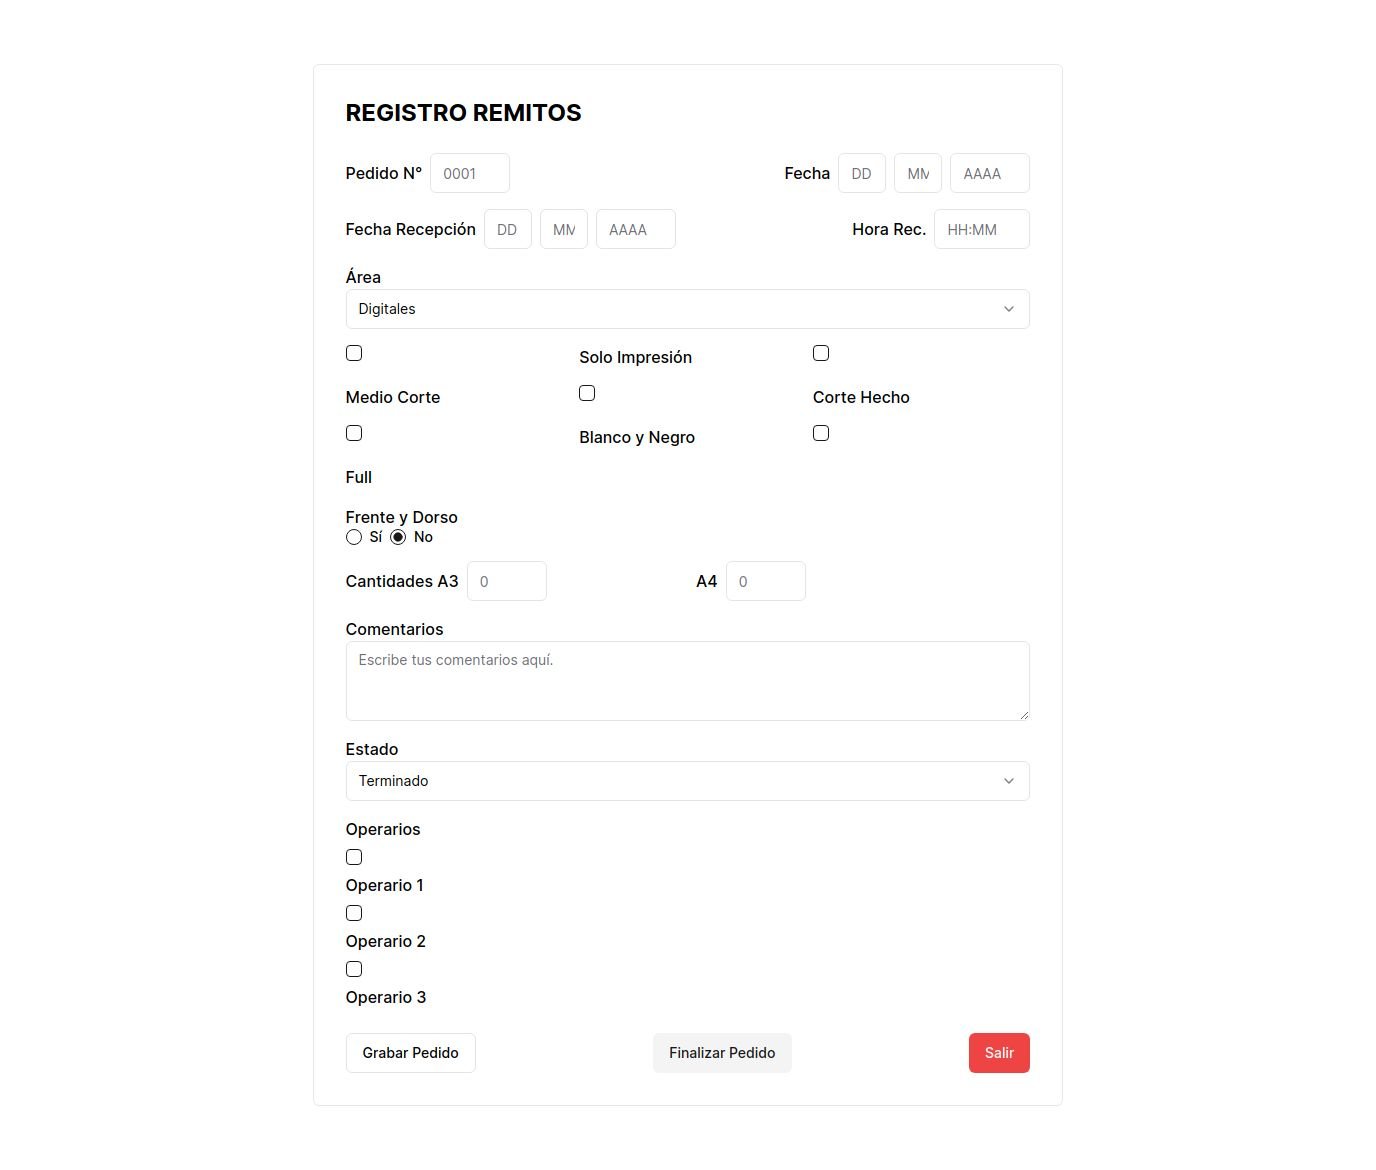 REGISTRO REMITOS
Pedido N° 0001 Fecha DD MM AAAA
Fecha Recepción DD MM AAAA Hora Rec. HH:MM
Área
Digitales
Solo Impresión
Medio Corte Corte Hecho
Blanco y Negro
Full
Frente y Dorso
Sí No
Cantidades A3 0 A4 0
Comentarios
Escribe tus comentarios aquí.
Estado
Terminado
Operarios
Operario 1
Operario 2
Operario 3
Grabar Pedido Finalizar Pedido Salir